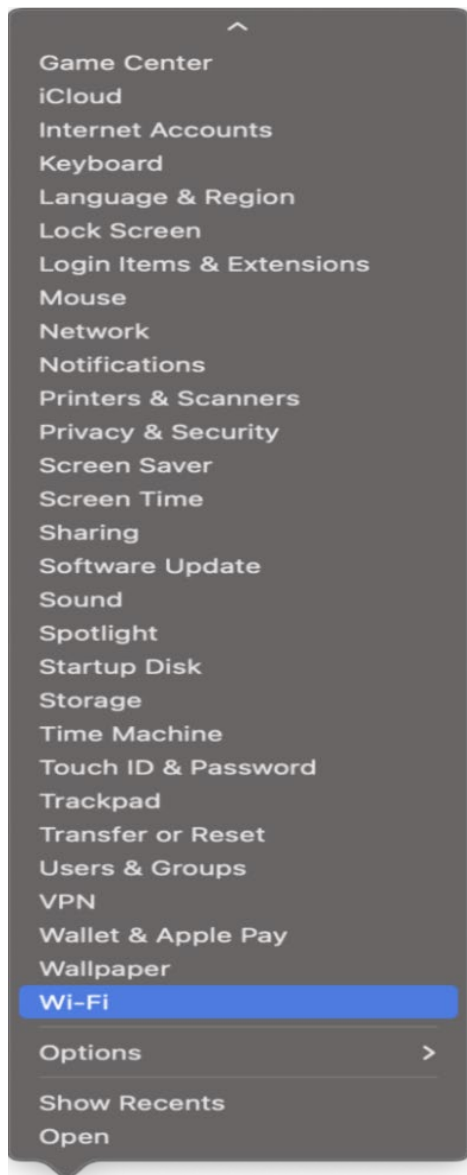 Game Center
iCloud
Internet Accounts
Keyboard
Language & Region
Lock Screen
Login Items & Extensions
Mouse
Network
Notifications
Printers & Scanners
Privacy & Security
Screen Saver
Screen Time
Sharing
Software Update
Sound
Spotlight
Startup Disk
Storage
Time Machine
Touch ID & Password
Trackpad
Transfer or Reset
Users & Groups
VPN
Wallet & Apple Pay
Wallpaper
Wi-Fi
Options
Show Recents
Open